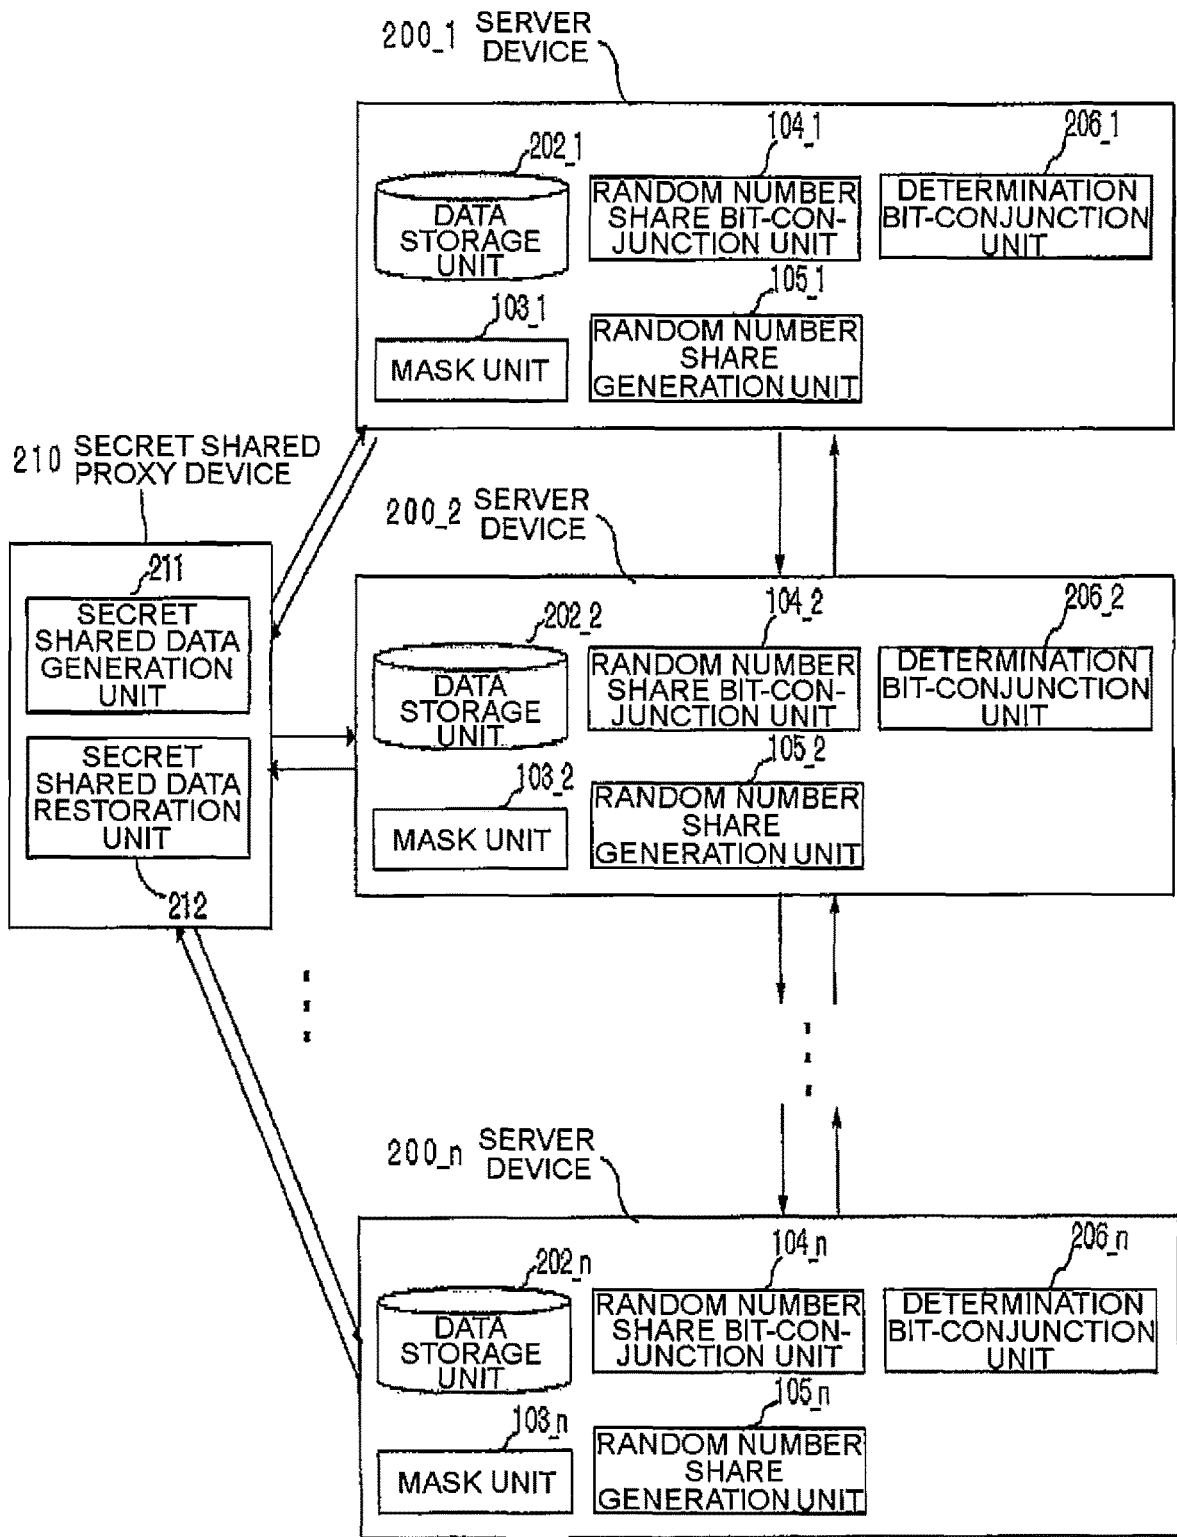 200_1 SERVER
DEVICE
202_1
104_1
206_1
DATA
STORAGE
UNIT
RANDOM NUMBER
SHARE BIT-CON-
JUNCTION UNIT
DETERMINATION
BIT-CONJUNCTION
UNIT
103_1
105_1
MASK UNIT
RANDOM NUMBER
SHARE
GENERATION UNIT
210 SECRET SHARED
PROXY DEVICE
211
SECRET
SHARED DATA
GENERATION
UNIT
SECRET
SHARED DATA
RESTORATION
UNIT
212
200_2 SERVER
DEVICE
202_2
104_2
206_2
DATA
STORAGE
UNIT
RANDOM NUMBER
SHARE BIT-CON-
JUNCTION UNIT
DETERMINATION
BIT-CONJUNCTION
UNIT
103_2
105_2
MASK UNIT
RANDOM NUMBER
SHARE
GENERATION UNIT
200_n SERVER
DEVICE
202_n
104_n
206_n
DATA
STORAGE
UNIT
RANDOM NUMBER
SHARE BIT-CON-
JUNCTION UNIT
DETERMINATION
BIT-CONJUNCTION
UNIT
103_n
105_n
MASK UNIT
RANDOM NUMBER
SHARE
GENERATION UNIT